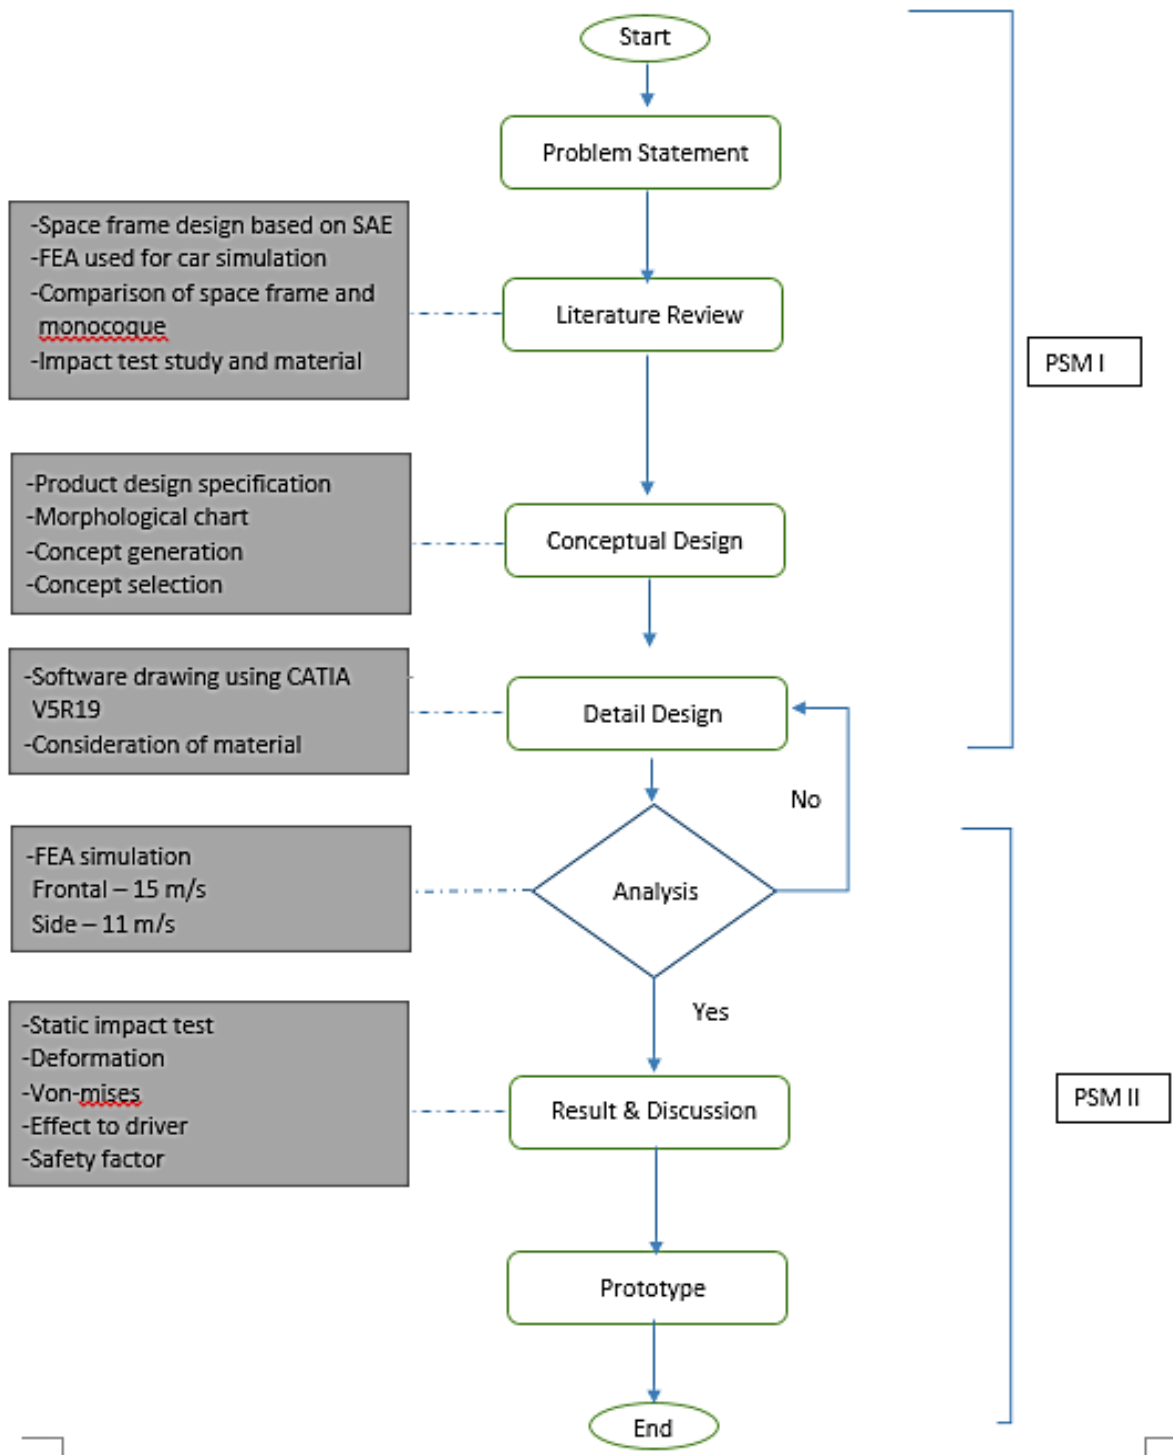 Start
Problem Statement
-Space frame design based on SAE
-FEA used for car simulation
-Comparison of space frame and
monocoque
-Impact test study and material
Literature Review
PSM I
-Product design specification
-Morphological chart
-Concept generation
-Concept selection
Conceptual Design
-Software drawing using CATIA
V5R19
-Consideration of material
Detail Design
No
-FEA simulation
Frontal – 15 m/s
Side – 11 m/s
Analysis
Yes
-Static impact test
-Deformation
-Von-mises
-Effect to driver
-Safety factor
Result & Discussion
PSM II
Prototype
End